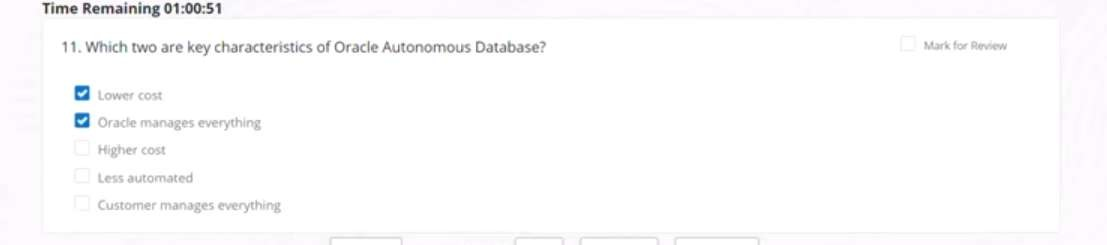 Time Remaining 01:00:51
11. Which two are key characteristics of Oracle Autonomous Database?
Mark for Review
Lower cost
Oracle manages everything
Higher cost
Less automated
Customer manages everything